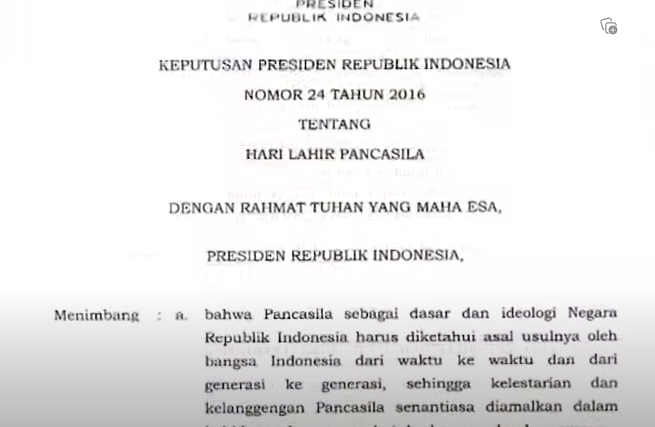 PRESIDEN
REPUBLIK INDONESIA
KEPUTUSAN PRESIDEN REPUBLIK INDONESIA
NOMOR 24 TAHUN 2016
TENTANG
HARI LAHIR PANCASILA
DENGAN RAHMAT TUHAN YANG MAHA ESA,
PRESIDEN REPUBLIK INDONESIA,
Menimbang : a. bahwa Pancasila sebagai dasar dan ideologi Negara
Republik Indonesia harus diketahui asal usulnya oleh
bangsa Indonesia dari waktu ke waktu dan dari
generasi ke generasi, sehingga kelestarian dan
kelanggengan Pancasila senantiasa diamalkan dalam